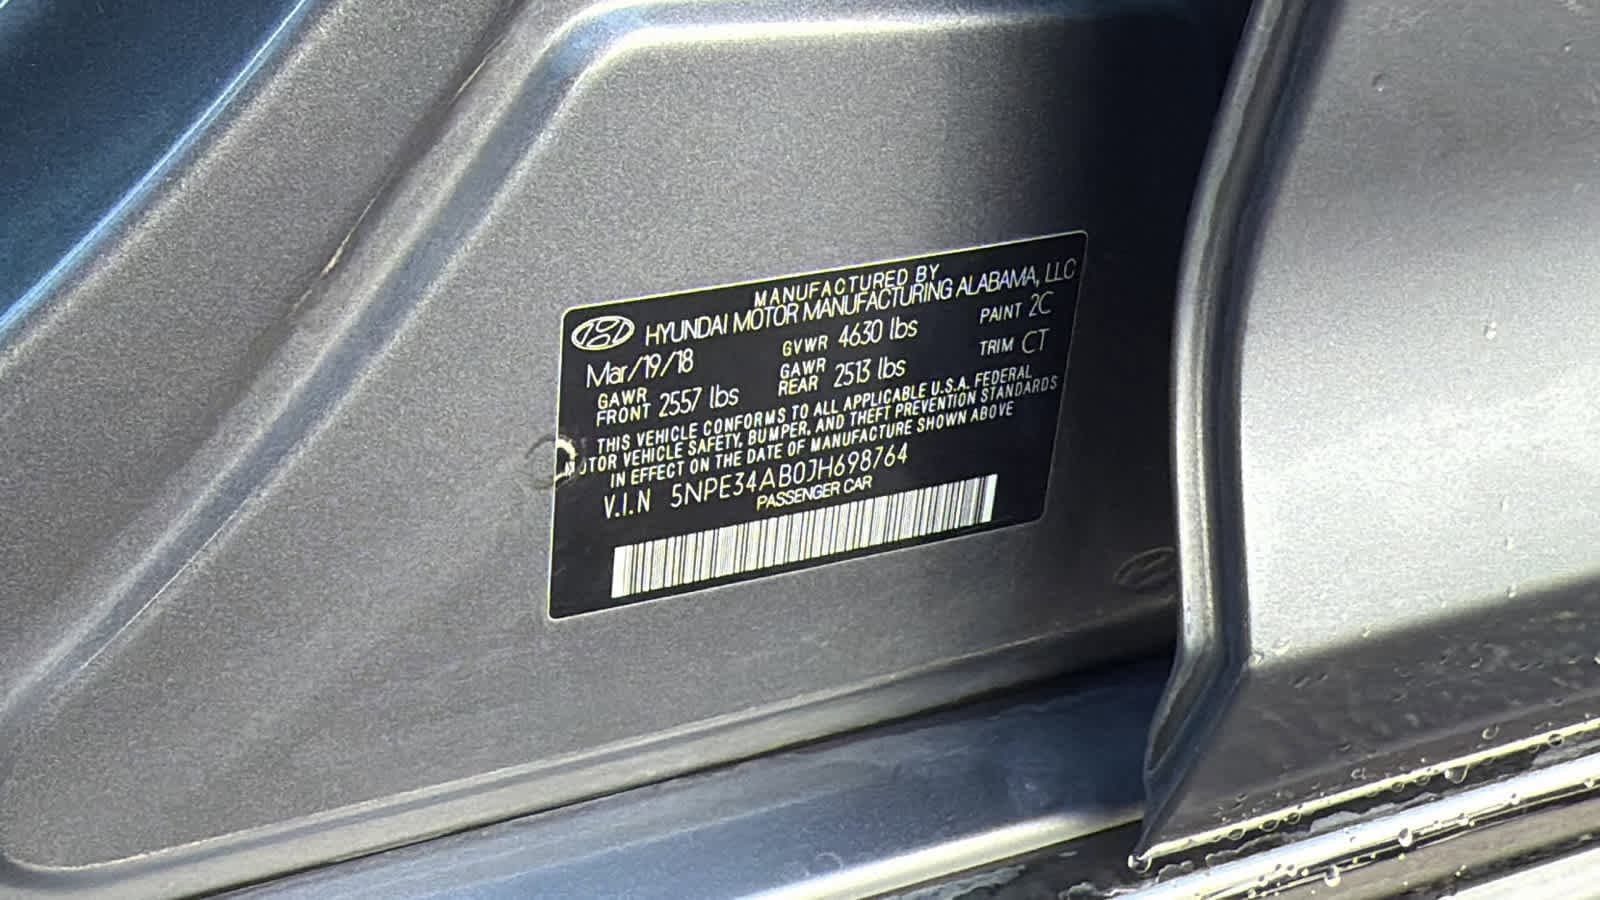 MANUFACTURED BY
HYUNDAI MOTOR MANUFACTURING ALABAMA, LLC
Mar/19/18 GVWR 4630 lbs PAINT 2C
GAWR FRONT 2557 lbs GAWR REAR 2513 lbs TRIM CT
THIS VEHICLE CONFORMS TO ALL APPLICABLE U.S.A. FEDERAL
MOTOR VEHICLE SAFETY, BUMPER, AND THEFT PREVENTION STANDARDS
IN EFFECT ON THE DATE OF MANUFACTURE SHOWN ABOVE
V.I.N 5NPE34AB0JH698764
PASSENGER CAR